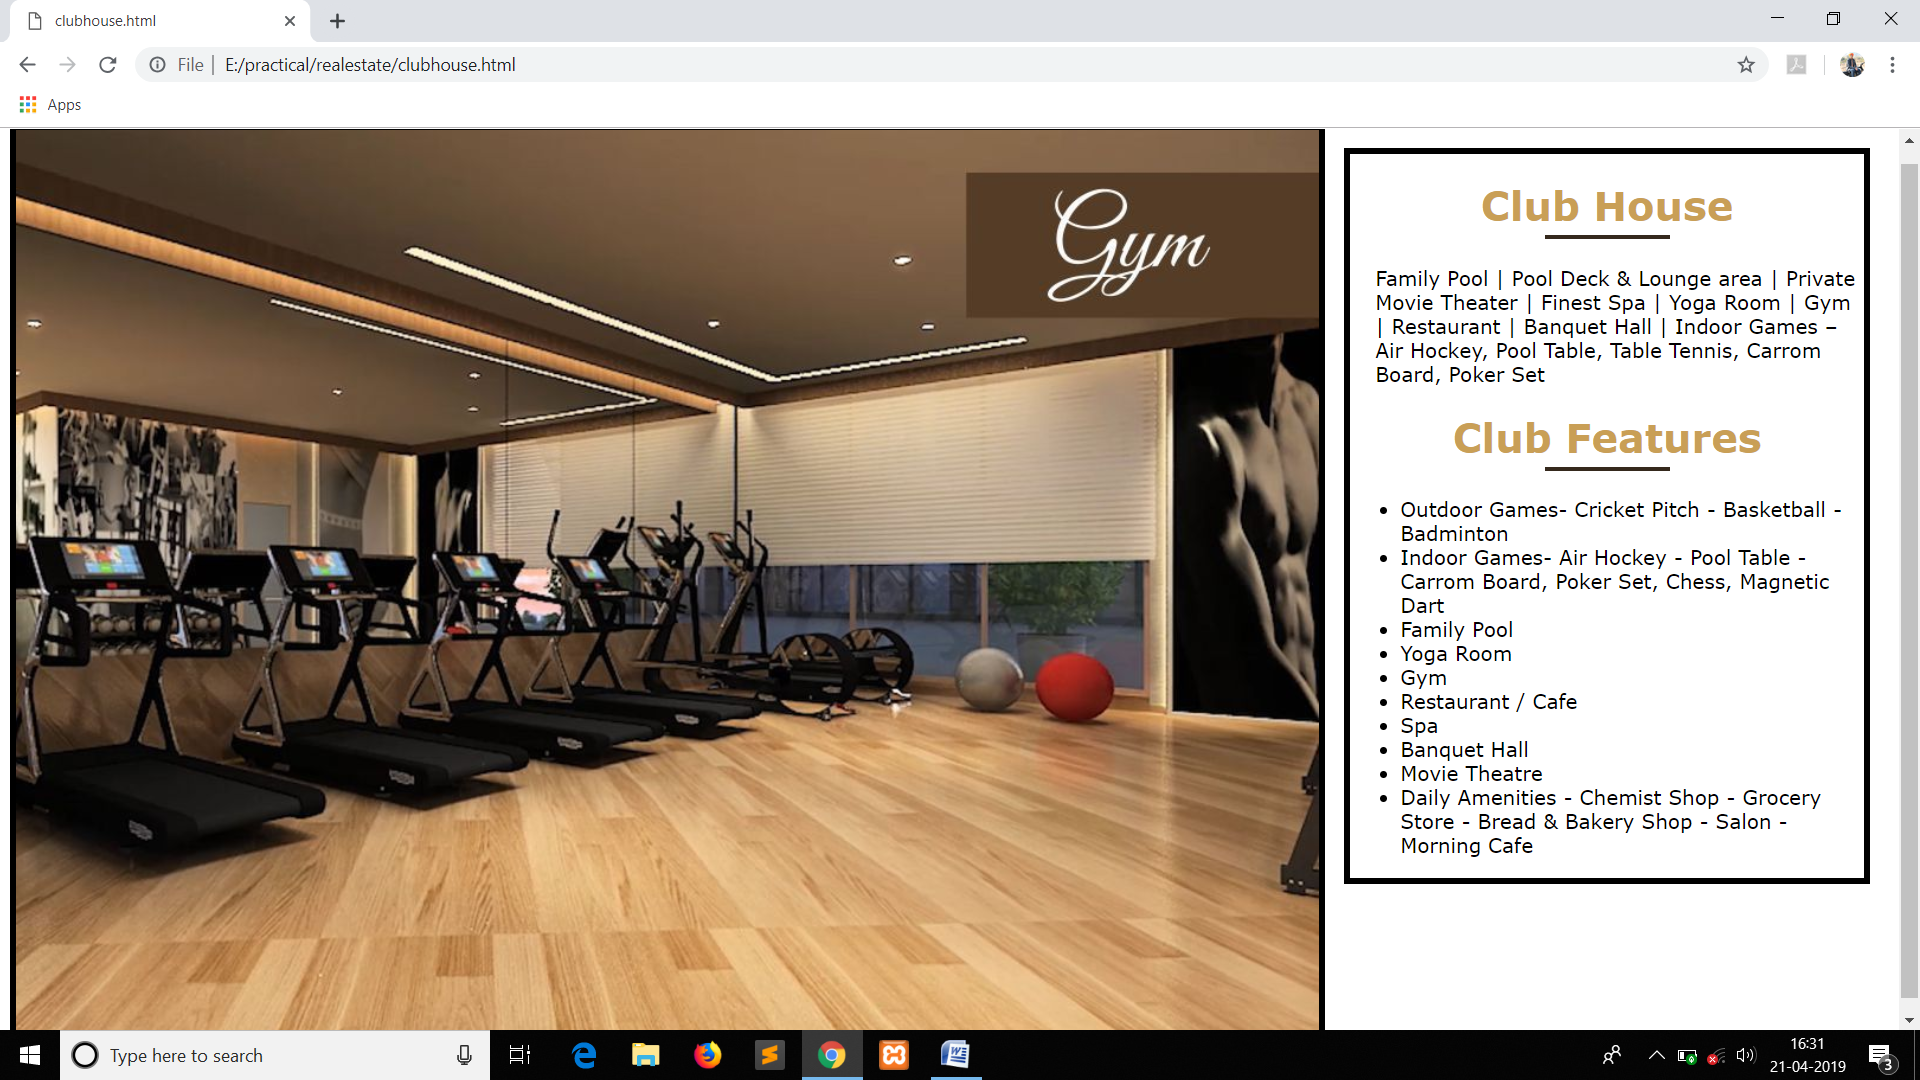 clubhouse.html
File
E:/practical/realestate/clubhouse.html
Apps
Gym
Club House
Family Pool | Pool Deck & Lounge area | Private
Movie Theater | Finest Spa | Yoga Room | Gym
| Restaurant | Banquet Hall | Indoor Games –
Air Hockey, Pool Table, Table Tennis, Carrom
Board, Poker Set
Club Features
• Outdoor Games- Cricket Pitch - Basketball -
Badminton
• Indoor Games- Air Hockey - Pool Table -
Carrom Board, Poker Set, Chess, Magnetic
Dart
• Family Pool
• Yoga Room
• Gym
• Restaurant / Cafe
• Spa
• Banquet Hall
• Movie Theatre
• Daily Amenities - Chemist Shop - Grocery
Store - Bread & Bakery Shop - Salon -
Morning Cafe
Type here to search
16:31
21-04-2019
3